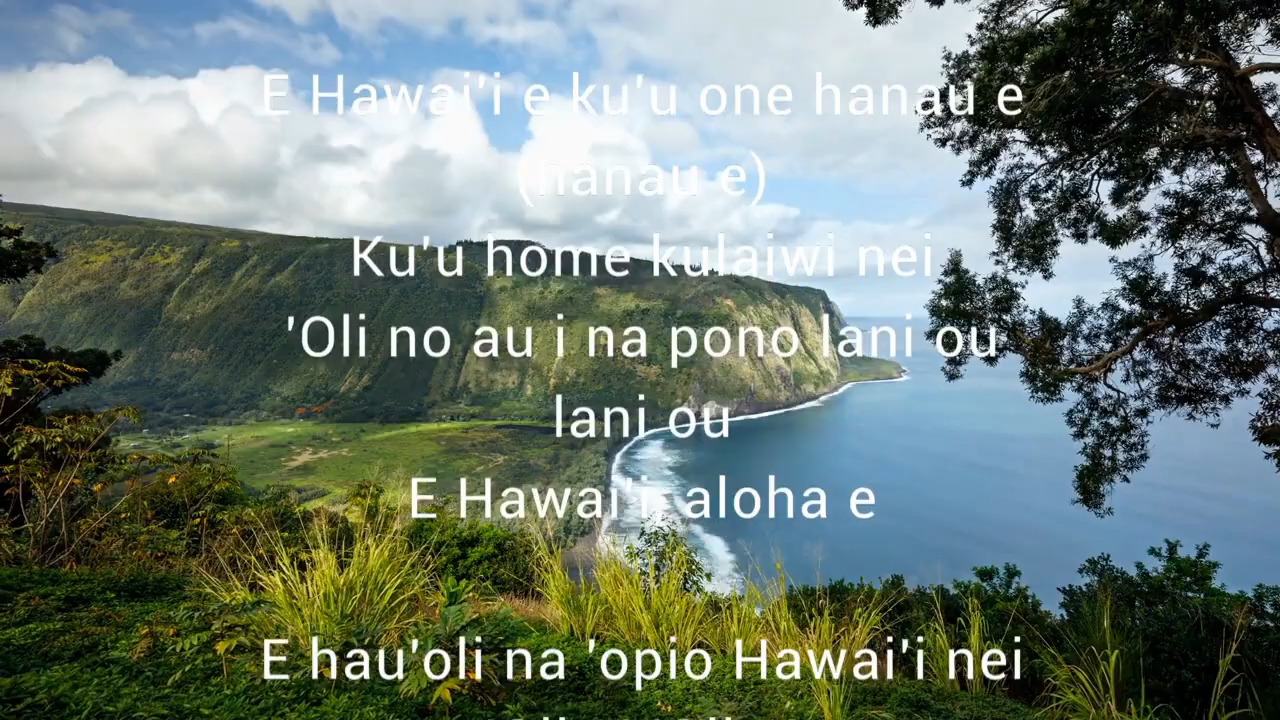 E Hawai'i e ku'u one hanau e
(hanau e)
Ku'u home kulaiwi nei
'Oli no au i na pono lani ou
lani ou
E Hawai'i, aloha e
E hau'oli na 'opio Hawai'i nei